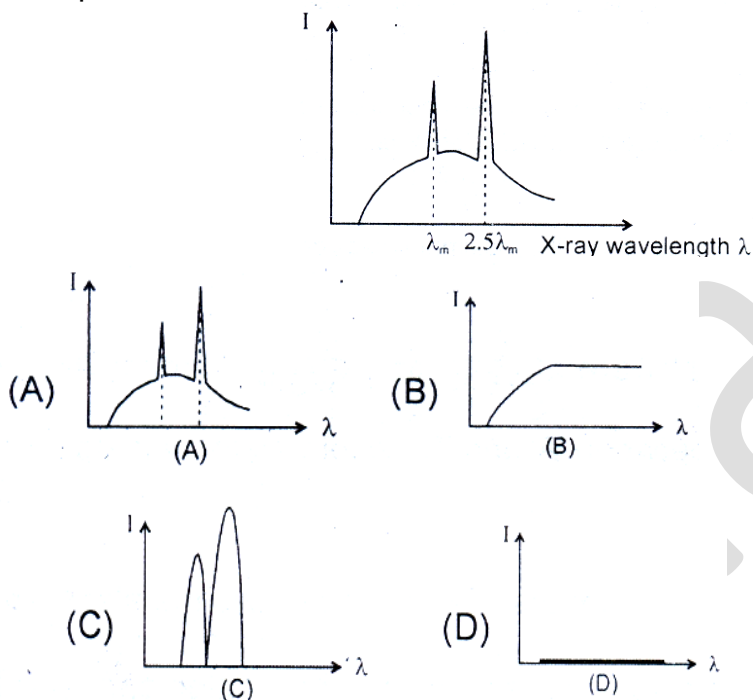 I
λm 2.5λm X-ray wavelength λ
(A) I λ
(A)
(B) I λ
(B)
(C) I λ
(C)
(D) I λ
(D)